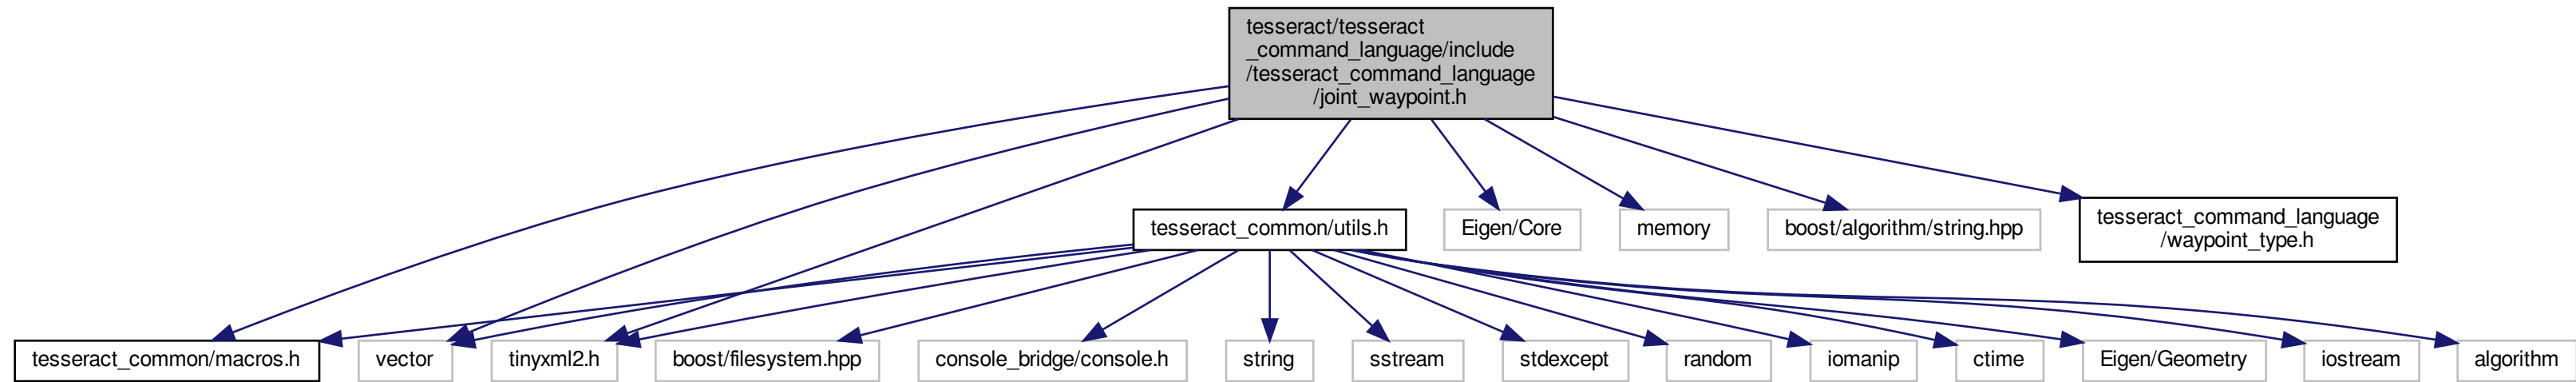 tesseract/tesseract
_command_language/include
/tesseract_command_language
/joint_waypoint.h
tesseract_common/utils.h
Eigen/Core
memory
boost/algorithm/string.hpp
tesseract_command_language
/waypoint_type.h
tesseract_common/macros.h
vector
tinyxml2.h
boost/filesystem.hpp
console_bridge/console.h
string
sstream
stdexcept
random
iomanip
ctime
Eigen/Geometry
iostream
algorithm